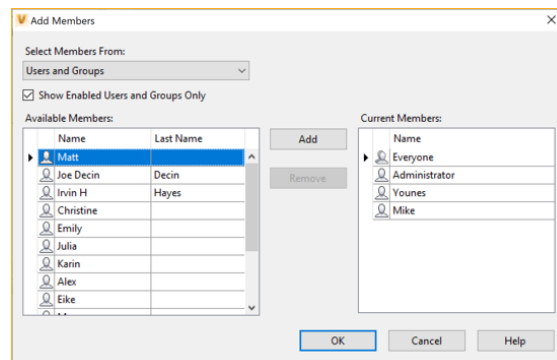 Add Members
Select Members From:
Users and Groups
Show Enabled Users and Groups Only
Available Members:
Name Last Name
Matt
Joe Decin Decin
Irvin H Hayes
Christine
Emily
Julia
Karin
Alex
Eike
Add
Remove
Current Members:
Name
Everyone
Administrator
Younes
Mike
OK Cancel Help